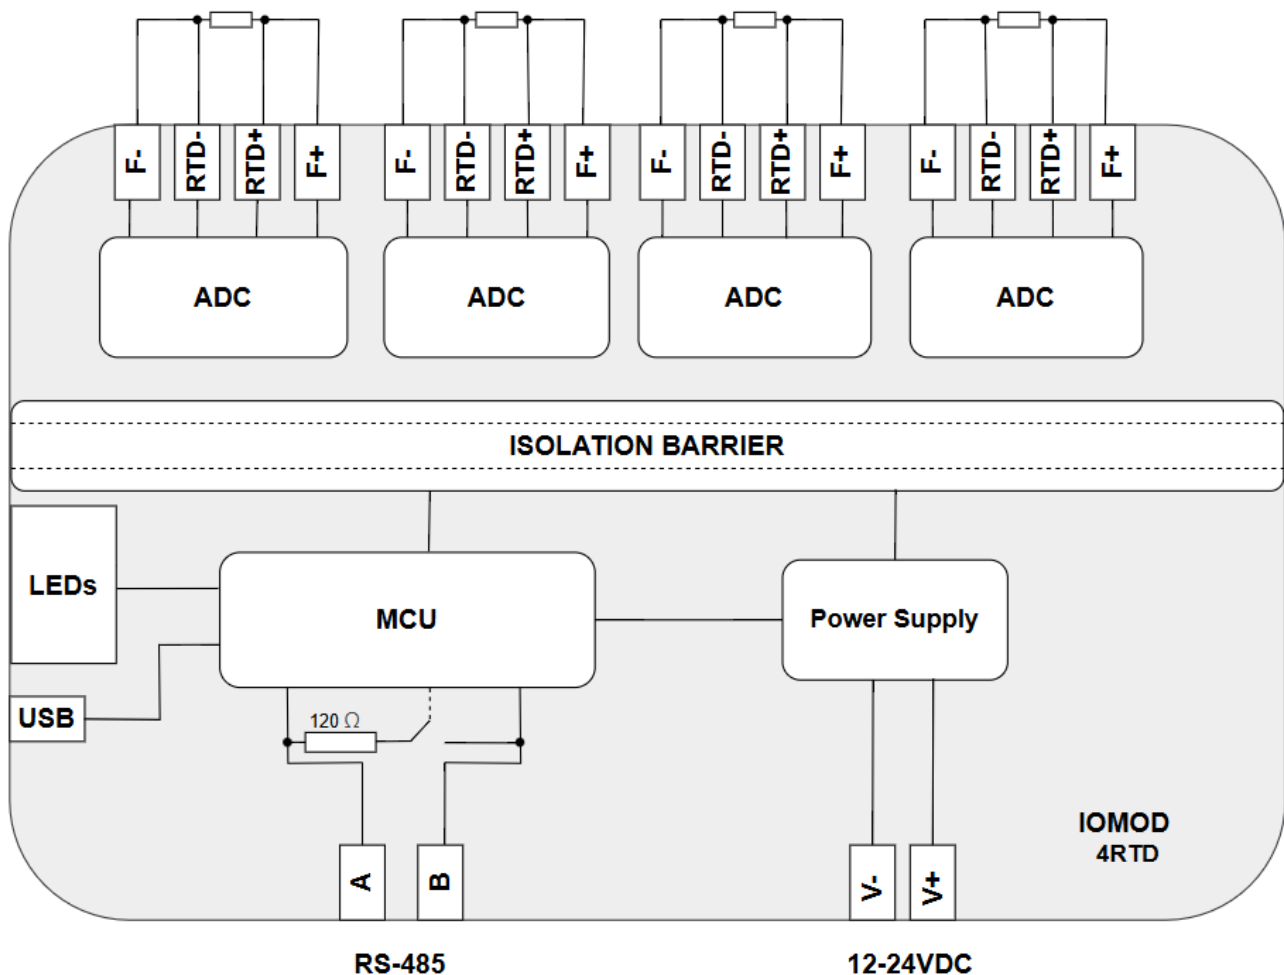 F- RTD- RTD+ F+ F- RTD- RTD+ F+ F- RTD- RTD+ F+ F- RTD- RTD+ F+
ADC ADC ADC ADC
ISOLATION BARRIER
LEDs
MCU
Power Supply
USB
120 Ω
IOMOD
4RTD
A B V- V+
RS-485 12-24VDC